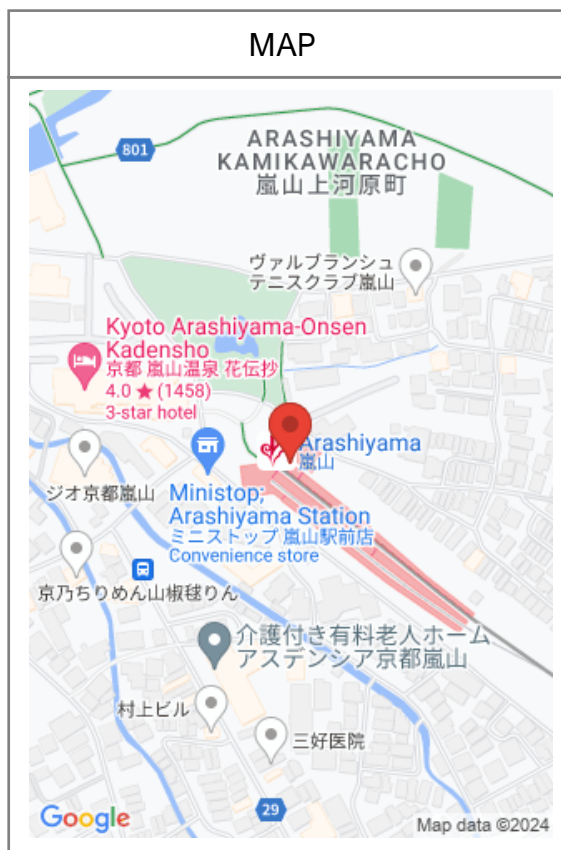 MAP
801
ARASHIYAMA
KAMIKAWARACHO
嵐山上河原町
ヴァルブランシュ
テニスクラブ嵐山
Kyoto Arashiyama-Onsen
Kadensho
京都 嵐山温泉 花伝抄
4.0 ★ (1458)
3-star hotel
Arashiyama
嵐山
ジオ京都嵐山
Ministop;
Arashiyama Station
ミニストップ 嵐山駅前店
Convenience store
京乃ちりめん山椒毬りん
介護付き有料老人ホーム
アスデンシア京都嵐山
村上ビル
三好医院
29
Google
Map data ©2024